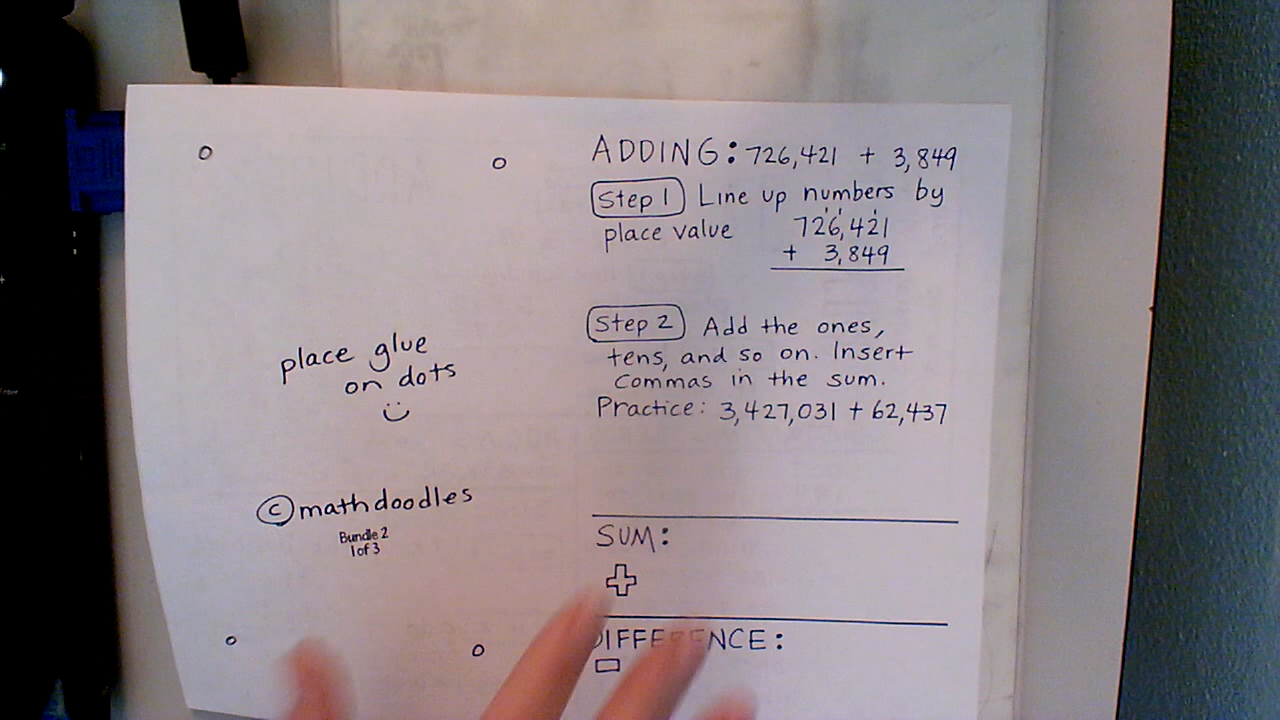 place glue
on dots
©mathdoodles
Bundle 2
1 of 3
ADDING: 726,421 + 3,849
Step 1 Line up numbers by
place value 726,421
+ 3,849
Step 2 Add the ones,
tens, and so on. Insert
commas in the sum.
Practice: 3,427,031 + 62,437
SUM:
DIFFERENCE: